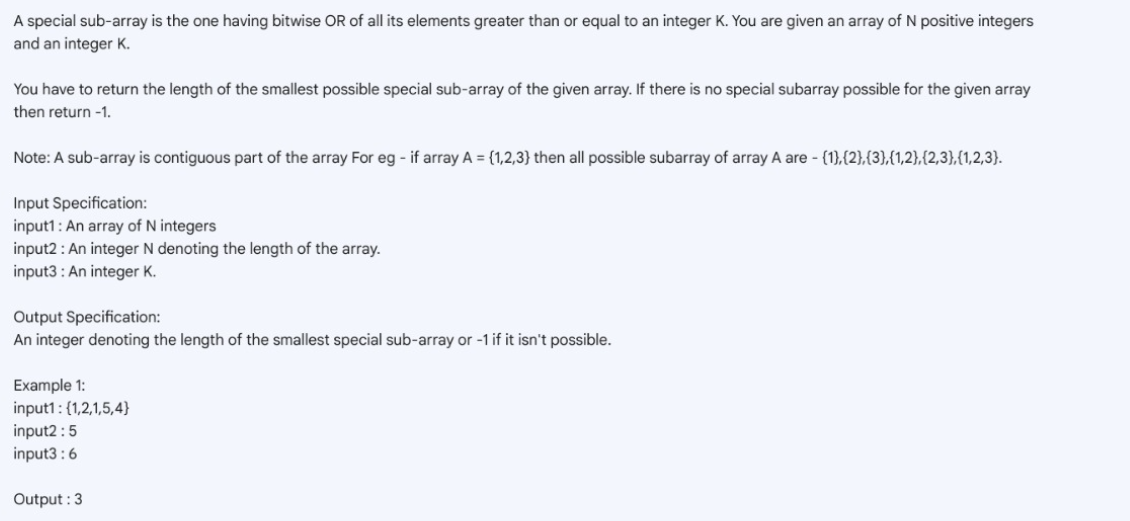 A special sub-array is the one having bitwise OR of all its elements greater than or equal to an integer K. You are given an array of N positive integers
and an integer K.
You have to return the length of the smallest possible special sub-array of the given array. If there is no special subarray possible for the given array
then return -1.
Note: A sub-array is contiguous part of the array For eg - if array A = {1,2,3} then all possible subarray of array A are - {1},{2},{3},{1,2},{2,3},{1,2,3}.
Input Specification:
input1 : An array of N integers
input2 : An integer N denoting the length of the array.
input3 : An integer K.
Output Specification:
An integer denoting the length of the smallest special sub-array or -1 if it isn't possible.
Example 1:
input1 : {1,2,1,5,4}
input2 : 5
input3 : 6
Output : 3